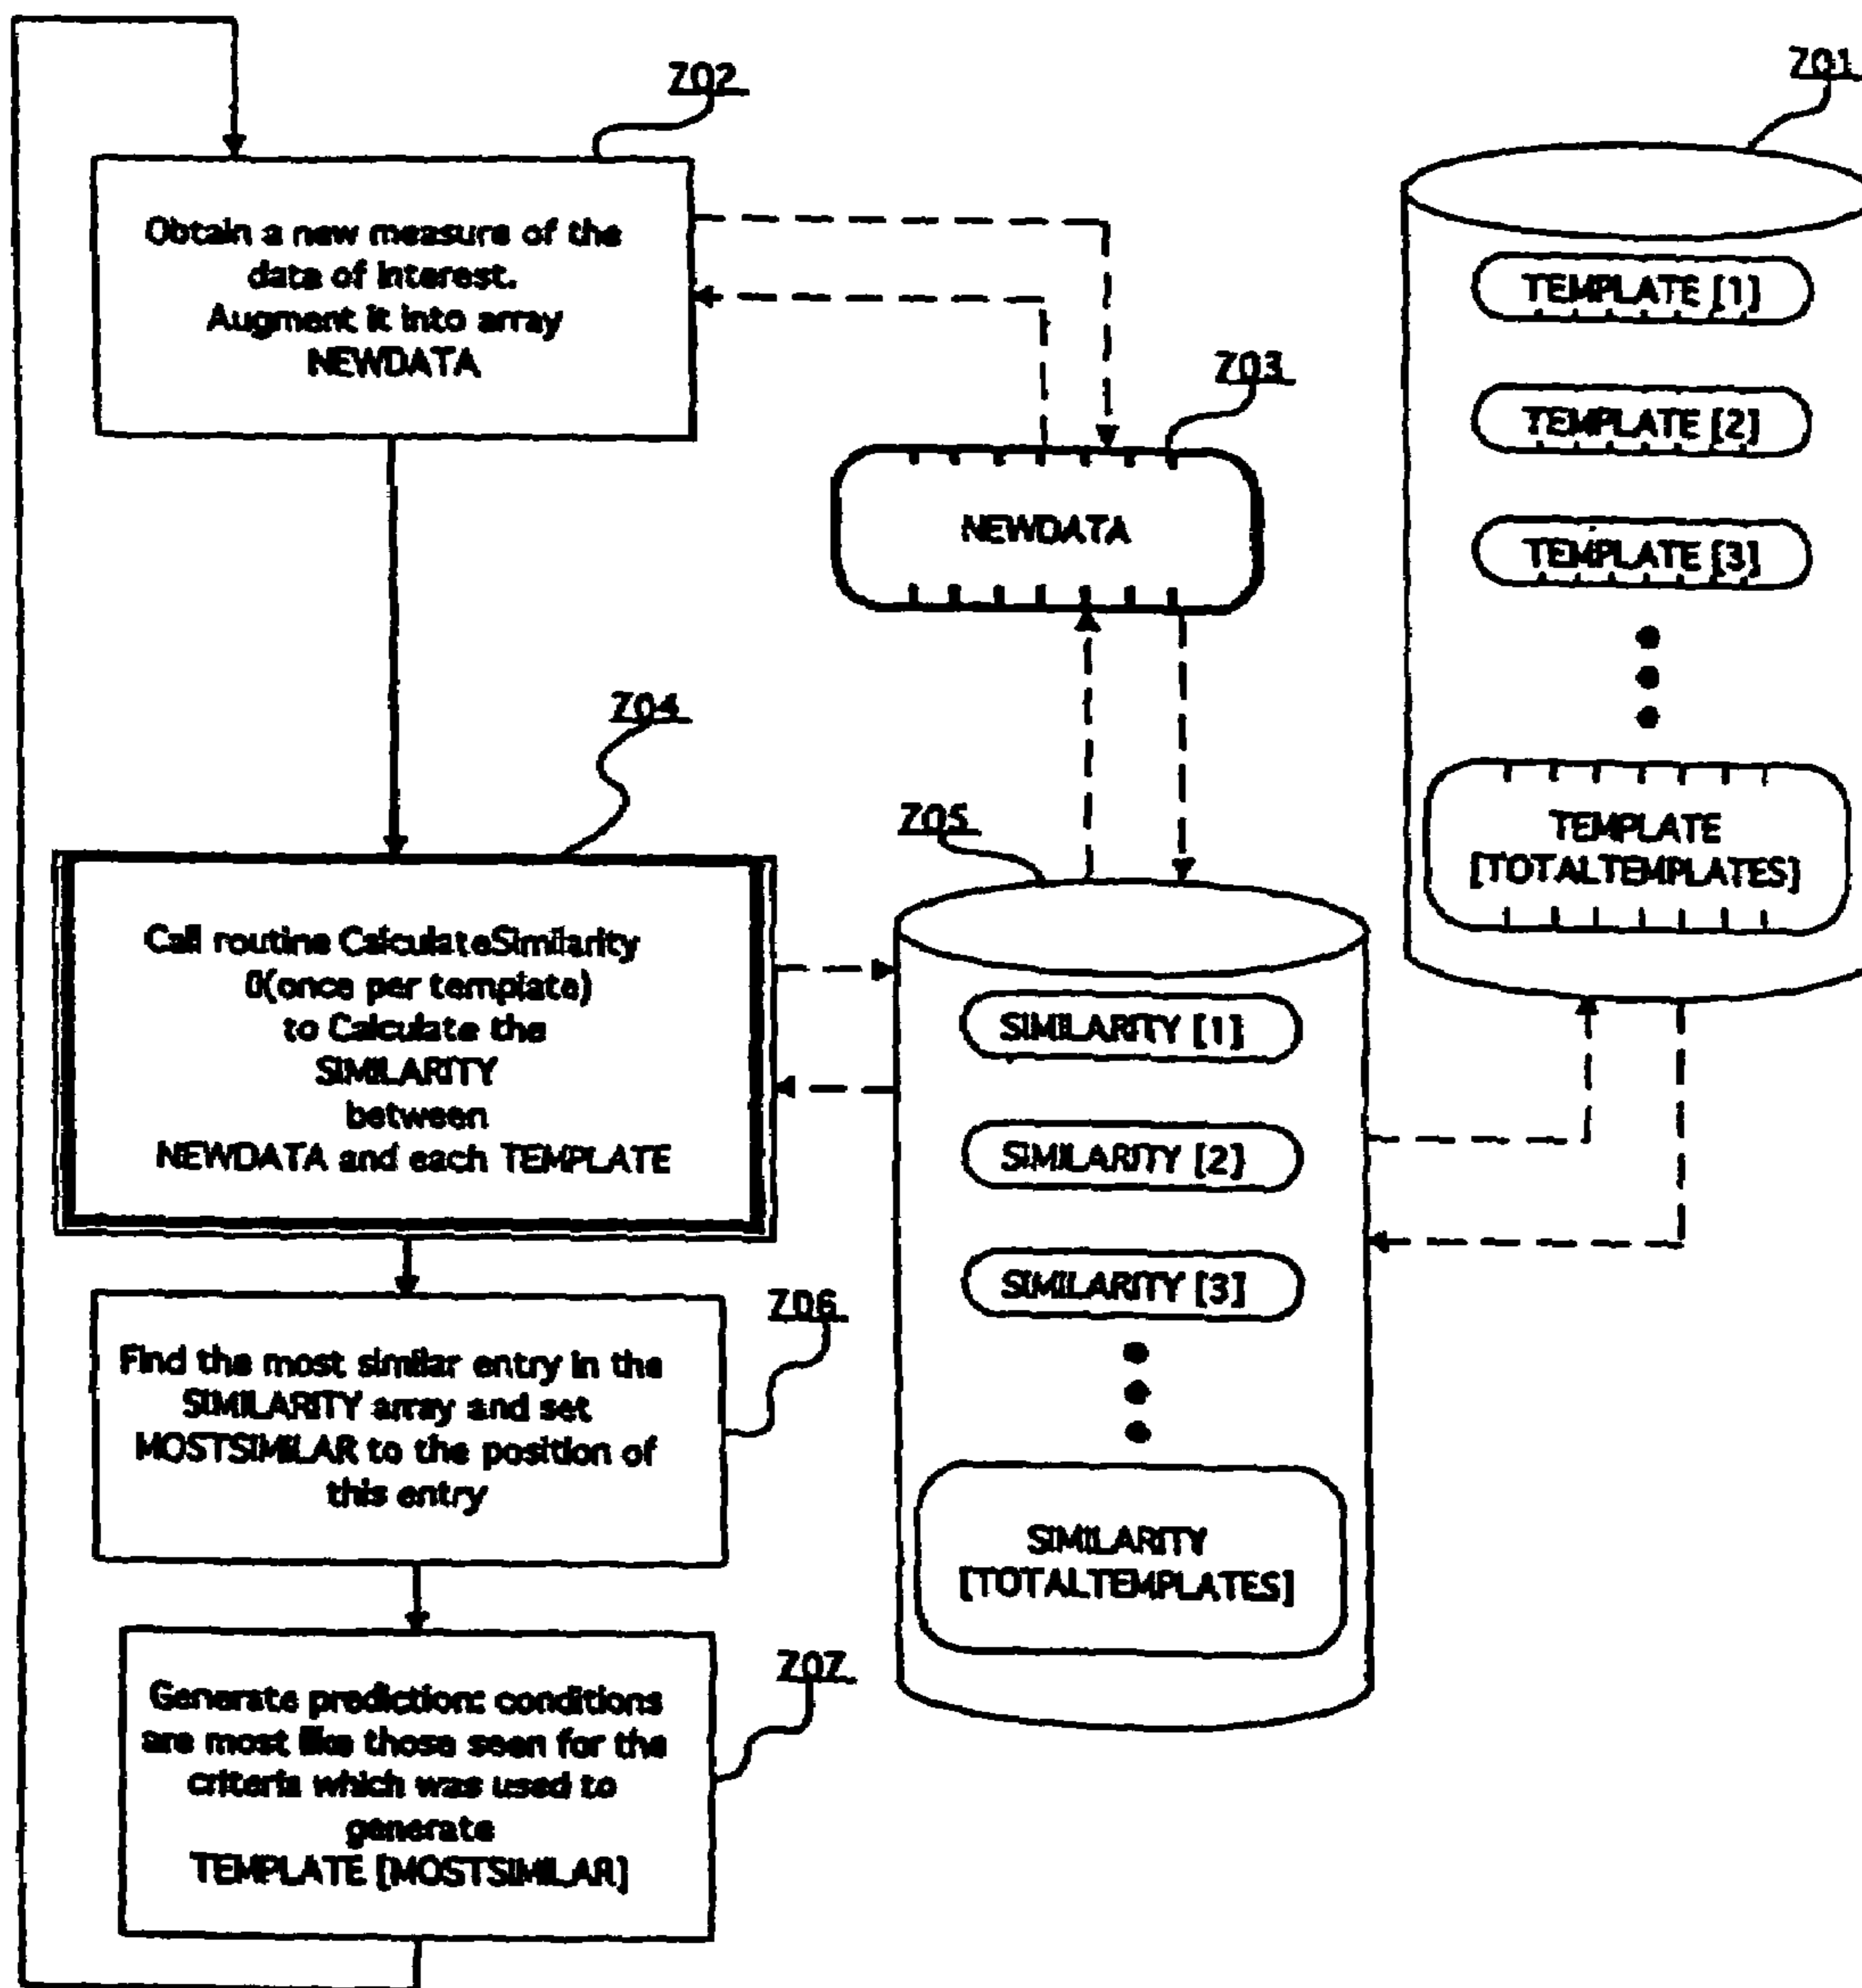 702
701
Obtain a new measure of the
data of interest.
Augment it into array
NEWDATA
TEMPLATE [1]
703
TEMPLATE [2]
NEWDATA
TEMPLATE [3]
704
705
TEMPLATE
[TOTALTEMPLATES]
Call routine CalculateSimilarity
(once per template)
to Calculate the
SIMILARITY
between
NEWDATA and each TEMPLATE
SIMILARITY [1]
SIMILARITY [2]
SIMILARITY [3]
706
Find the most similar entry in the
SIMILARITY array and set
MOSTSIMILAR to the position of
this entry
SIMILARITY
[TOTALTEMPLATES]
707
Generate prediction: conditions
are most like those seen for the
criteria which was used to
generate
TEMPLATE [MOSTSIMILAR]